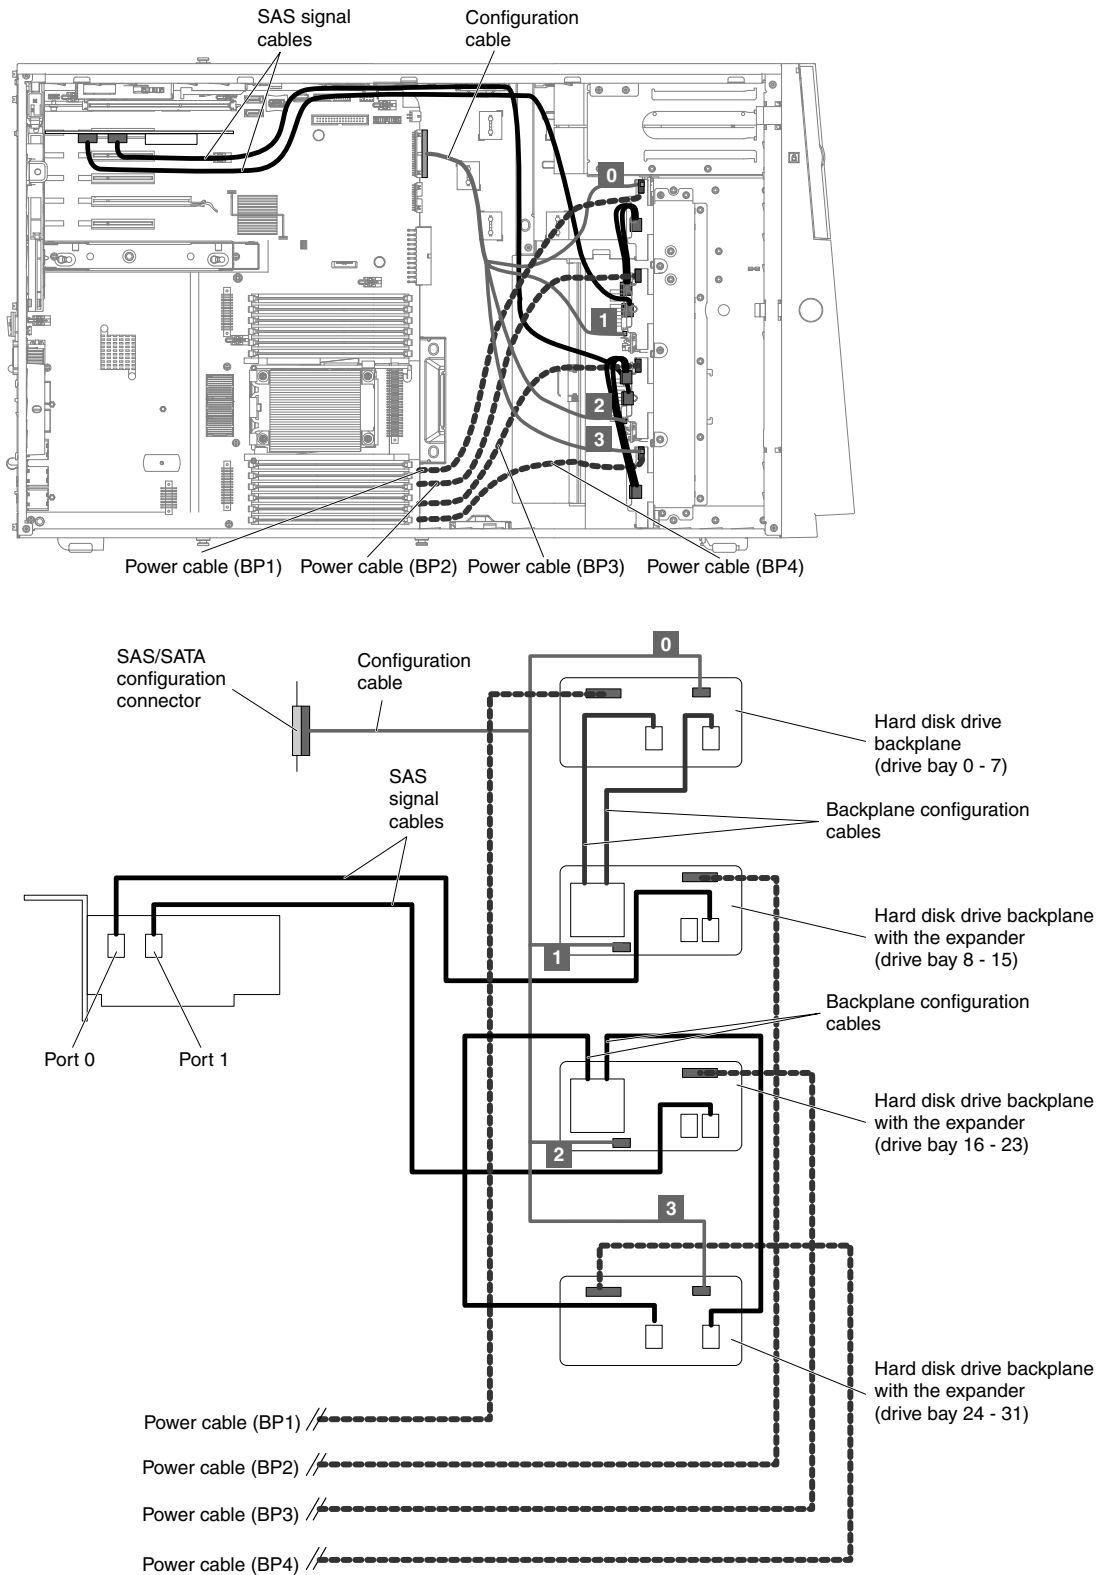 SAS signal
cables
Configuration
cable
0
1
2
3
Power cable (BP1)
Power cable (BP2)
Power cable (BP3)
Power cable (BP4)
0
SAS/SATA
configuration
connector
Configuration
cable
Hard disk drive
backplane
(drive bay 0 - 7)
SAS
signal
cables
Backplane configuration
cables
Hard disk drive backplane
with the expander
(drive bay 8 - 15)
1
Backplane configuration
cables
Port 0
Port 1
Hard disk drive backplane
with the expander
(drive bay 16 - 23)
2
3
Hard disk drive backplane
with the expander
(drive bay 24 - 31)
Power cable (BP1)
Power cable (BP2)
Power cable (BP3)
Power cable (BP4)